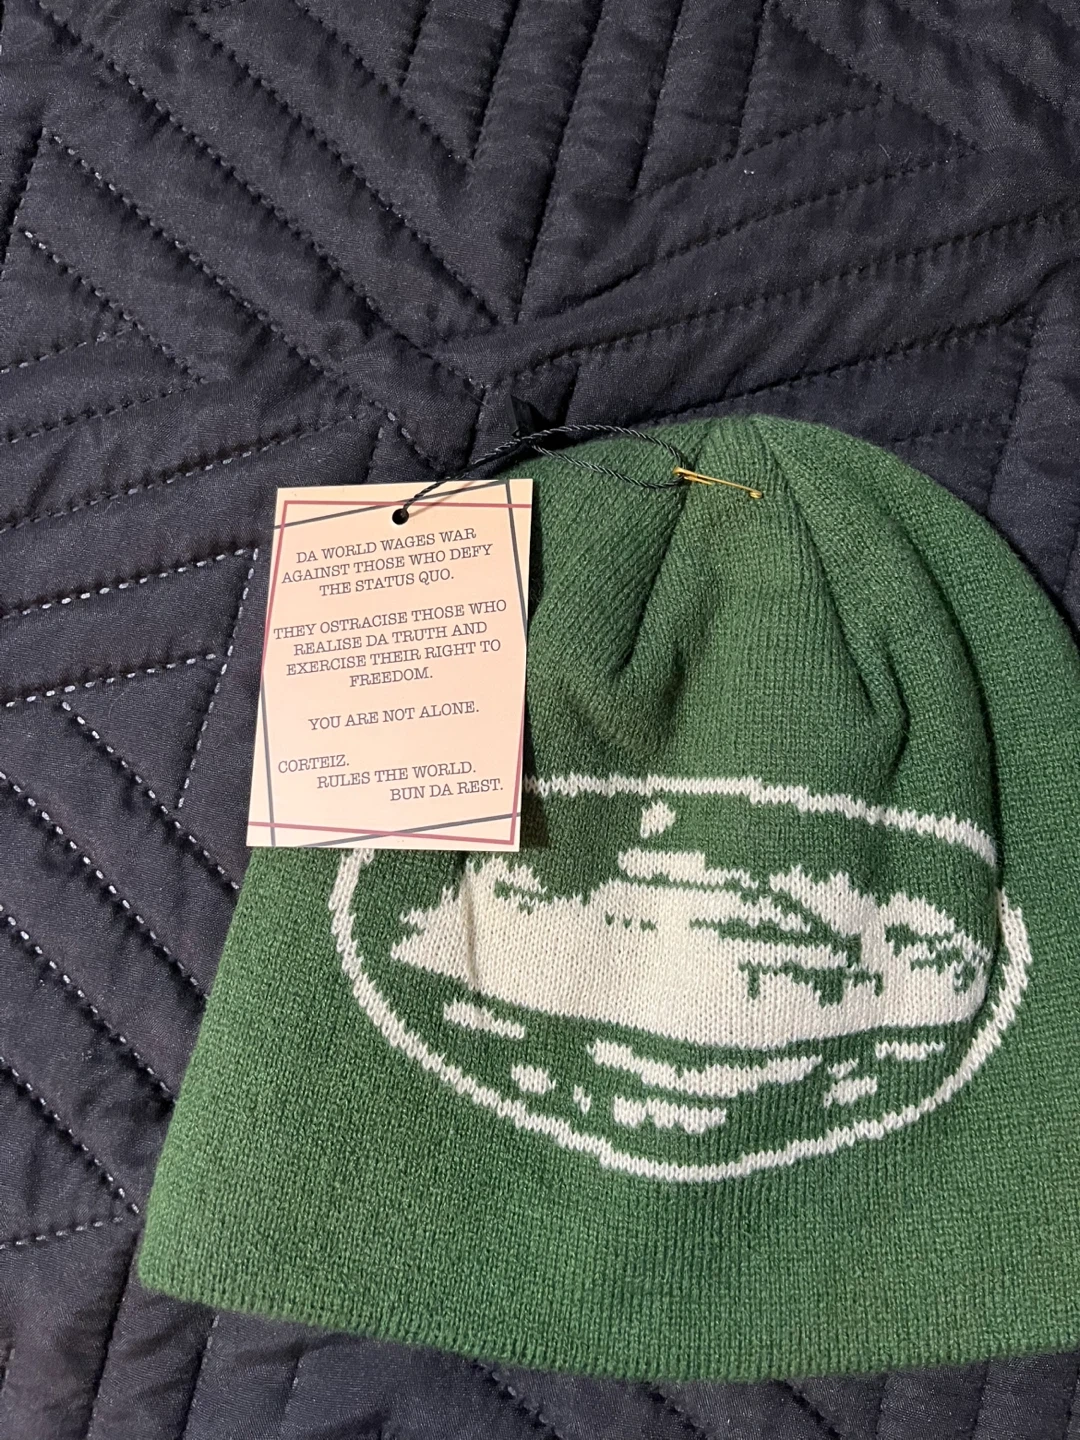 DA WORLD WAGES WAR
AGAINST THOSE WHO DEFY
THE STATUS QUO.
THEY OSTRACISE THOSE WHO
REALISE DA TRUTH AND
EXERCISE THEIR RIGHT TO
FREEDOM.
YOU ARE NOT ALONE.
CORTEIZ.
RULES THE WORLD.
BUN DA REST.